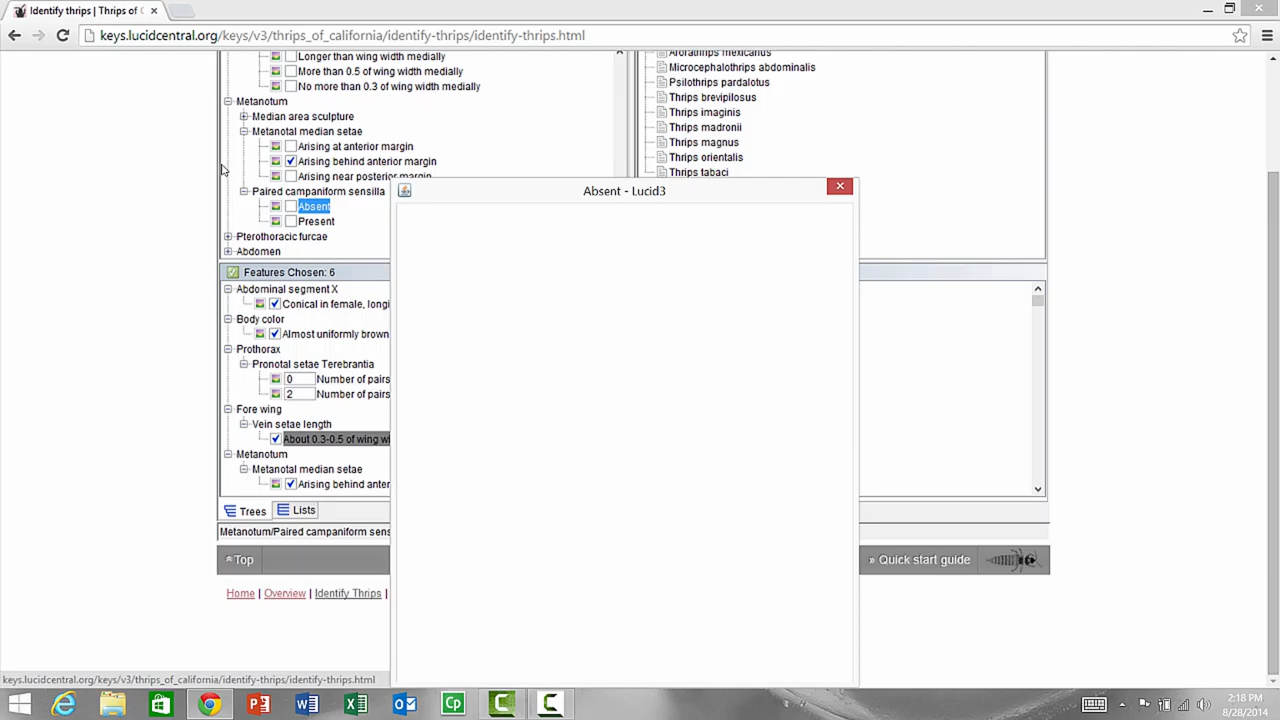 Identify thrips | Thrips of C
keys.lucidcentral.org/keys/v3/thrips_of_california/identify-thrips/identify-thrips.html
Longer than wing width medially
More than 0.5 of wing width medially
No more than 0.3 of wing width medially
Metanotum
Median area sculpture
Metanotal median setae
Arising at anterior margin
Arising behind anterior margin
Arising near posterior margin
Paired campaniform sensilla
Absent
Present
Pterothoracic furcae
Abdomen
Arorathrips mexicanus
Microcephalothrips abdominalis
Psilothrips pardalotus
Thrips brevipilosus
Thrips imaginis
Thrips madronii
Thrips magnus
Thrips orientalis
Thrips tabaci
Absent - Lucid3
Features Chosen: 6
Abdominal segment X
Conical in female, longi
Body color
Almost uniformly brown
Prothorax
Pronotal setae Terebrantia
0 Number of pairs
2 Number of pairs
Fore wing
Vein setae length
About 0.3-0.5 of wing wi
Metanotum
Metanotal median setae
Arising behind anter
Trees Lists
Metanotum/Paired campaniform sens
Top
» Quick start guide
Home | Overview | Identify Thrips |
keys.lucidcentral.org/keys/v3/thrips_of_california/identify-thrips/identify-thrips.html
2:18 PM
8/28/2014